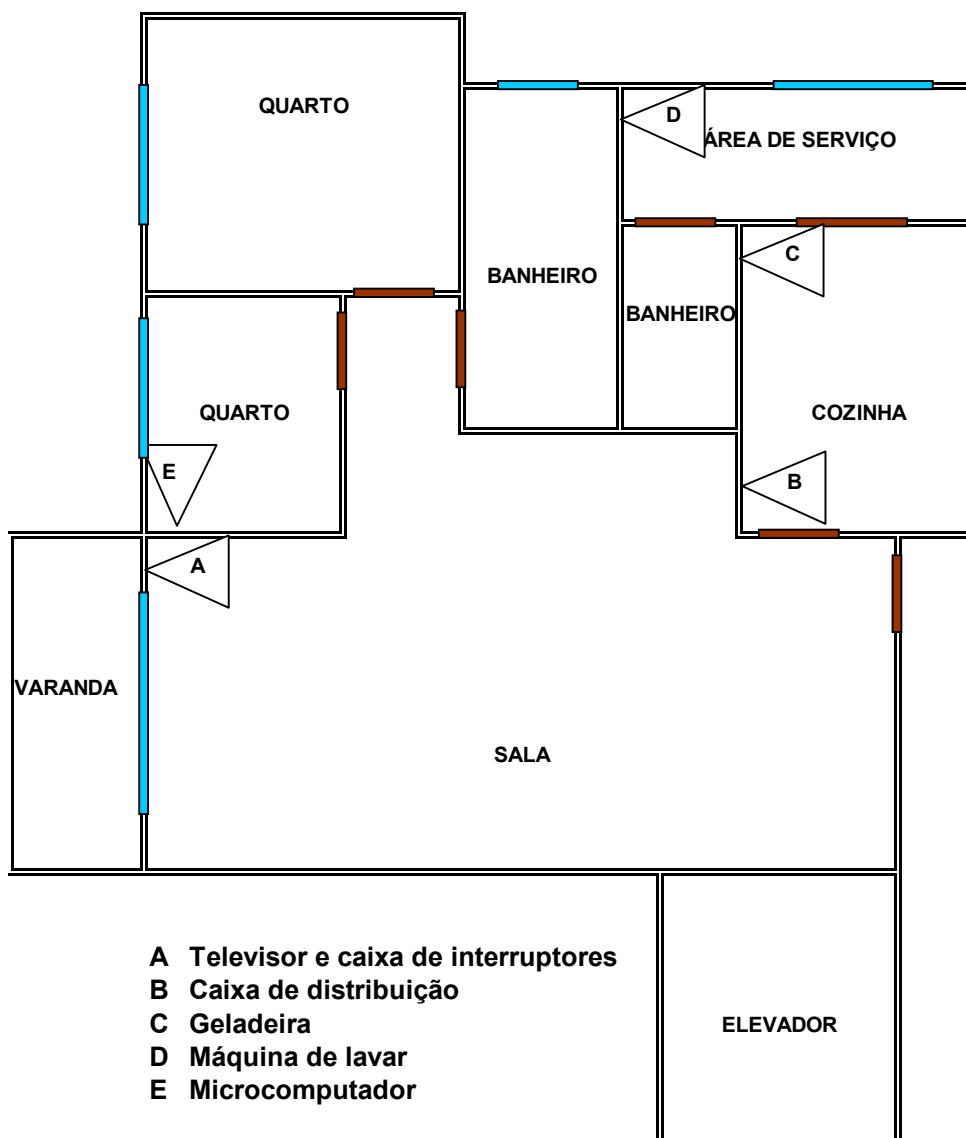 QUARTO
D
ÁREA DE SERVIÇO
BANHEIRO
C
BANHEIRO
QUARTO
COZINHA
E
B
A
VARANDA
SALA
A Televisor e caixa de interruptores
B Caixa de distribuição
C Geladeira
D Máquina de lavar
E Microcomputador
ELEVADOR